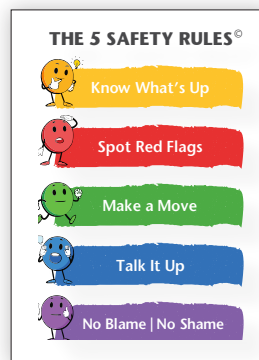 THE 5 SAFETY RULES©
Know What's Up
Spot Red Flags
Make a Move
Talk It Up
No Blame | No Shame